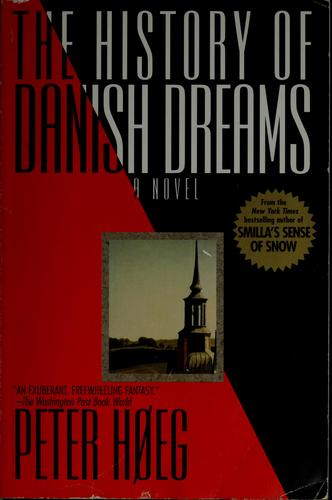 THE HISTORY OF
DANISH DREAMS
A NOVEL
From the
New York Times
bestselling author of
SMILLA'S SENSE
OF SNOW
"AN EXUBERANT, FREEWHEELING FANTASY."
—The Washington Post Book World
PETER HØEG